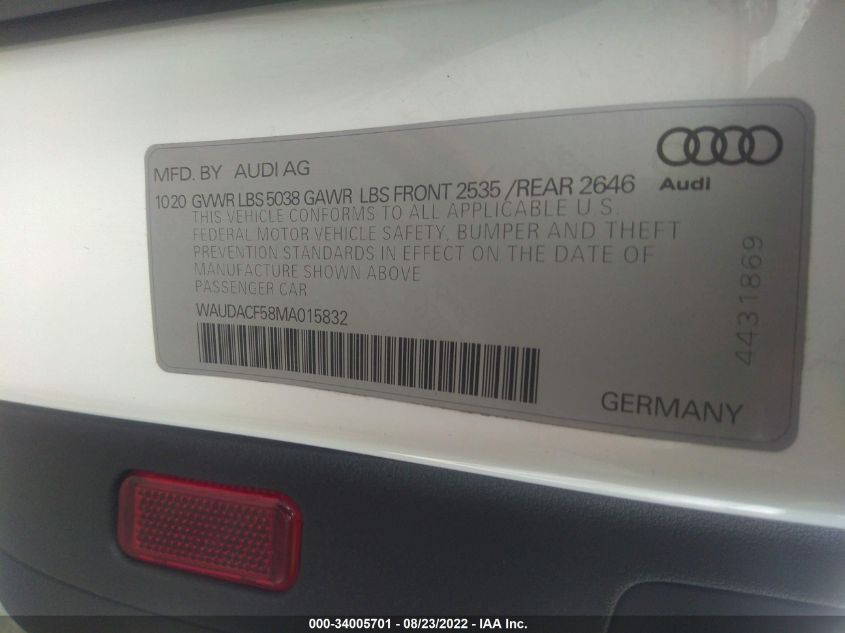 MFD. BY AUDI AG
1020 GVWR LBS 5038 GAWR LBS FRONT 2535 /REAR 2646
THIS VEHICLE CONFORMS TO ALL APPLICABLE U.S.
FEDERAL MOTOR VEHICLE SAFETY, BUMPER AND THEFT
PREVENTION STANDARDS IN EFFECT ON THE DATE OF
MANUFACTURE SHOWN ABOVE
PASSENGER CAR
WAUDACF58MA015832
Audi
4431869
GERMANY
000-34005701 - 08/23/2022 - IAA Inc.